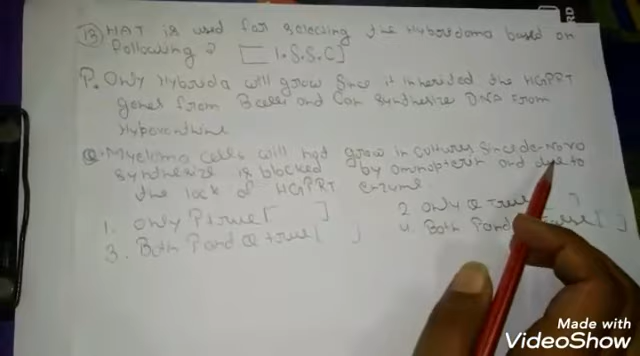 13 HAT is used for selecting the Hybridoma based on
following ? [ I.S.S.C]
P. Only Hybrida will grow Since it inherited the HGPRT
genes from B cells and Can Synthesize DNA From
Hypoxanthine
Q. Myeloma cells will not grow in cultures Since de-novo
Synthesize is blocked by aminopterin and due to
the lack of HGPRT enzyme
1. Only P true [ ] 2 Only Q True ]
3. Both P and Q true [ ] 4. Both P and False [ ]
Made with
VideoShow